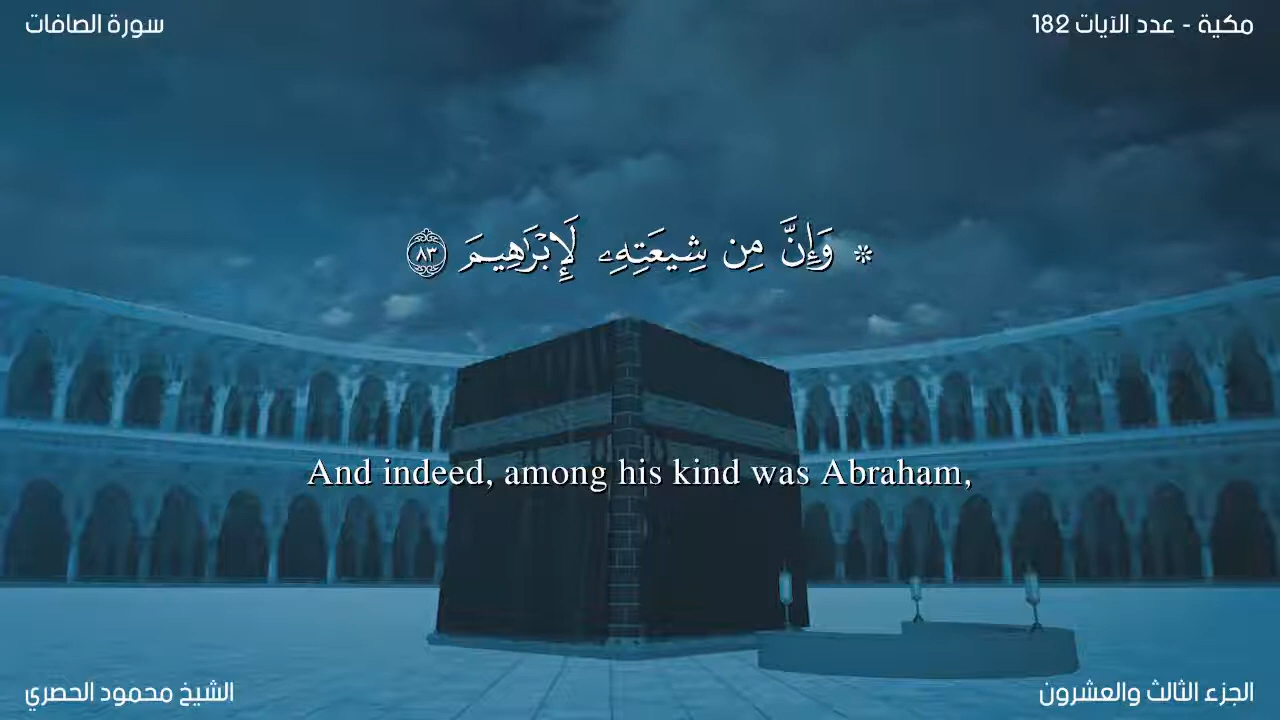 مكية - عدد الآيات 182
سورة الصافات
* وَإِنَّ مِن شِيعَتِهِۦ لَإِبْرَٰهِيمَ ٨٣
And indeed, among his kind was Abraham,
الجزء الثالث والعشرون
الشيخ محمود الحصري